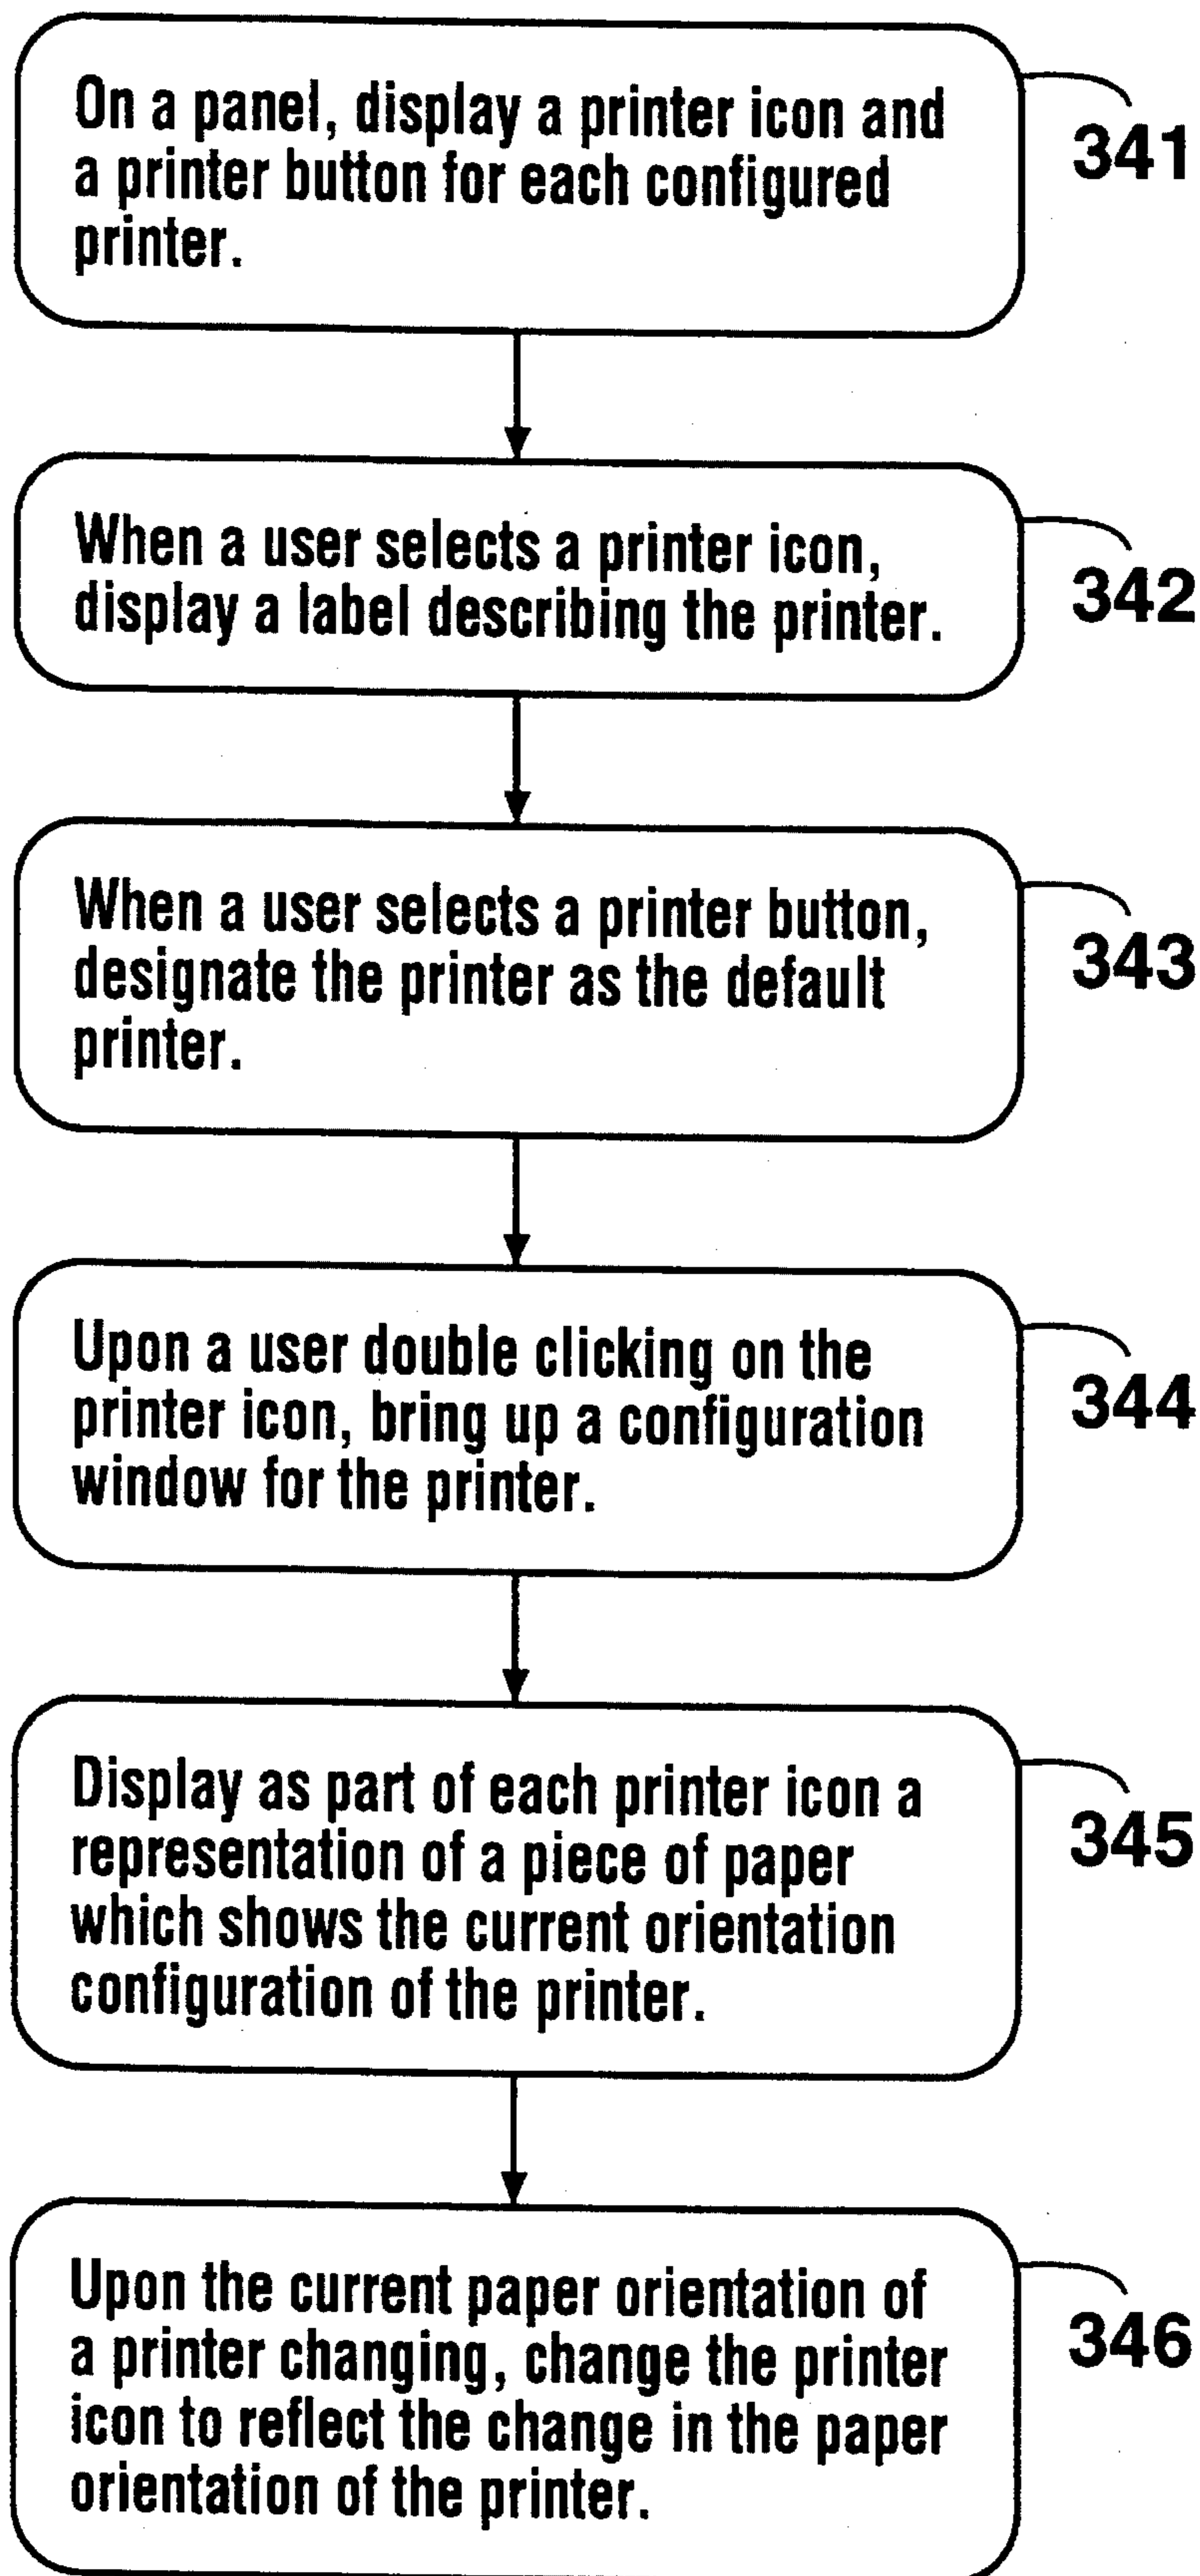 On a panel, display a printer icon and
a printer button for each configured
printer.
341
When a user selects a printer icon,
display a label describing the printer.
342
When a user selects a printer button,
designate the printer as the default
printer.
343
Upon a user double clicking on the
printer icon, bring up a configuration
window for the printer.
344
Display as part of each printer icon a
representation of a piece of paper
which shows the current orientation
configuration of the printer.
345
Upon the current paper orientation of
a printer changing, change the printer
icon to reflect the change in the paper
orientation of the printer.
346